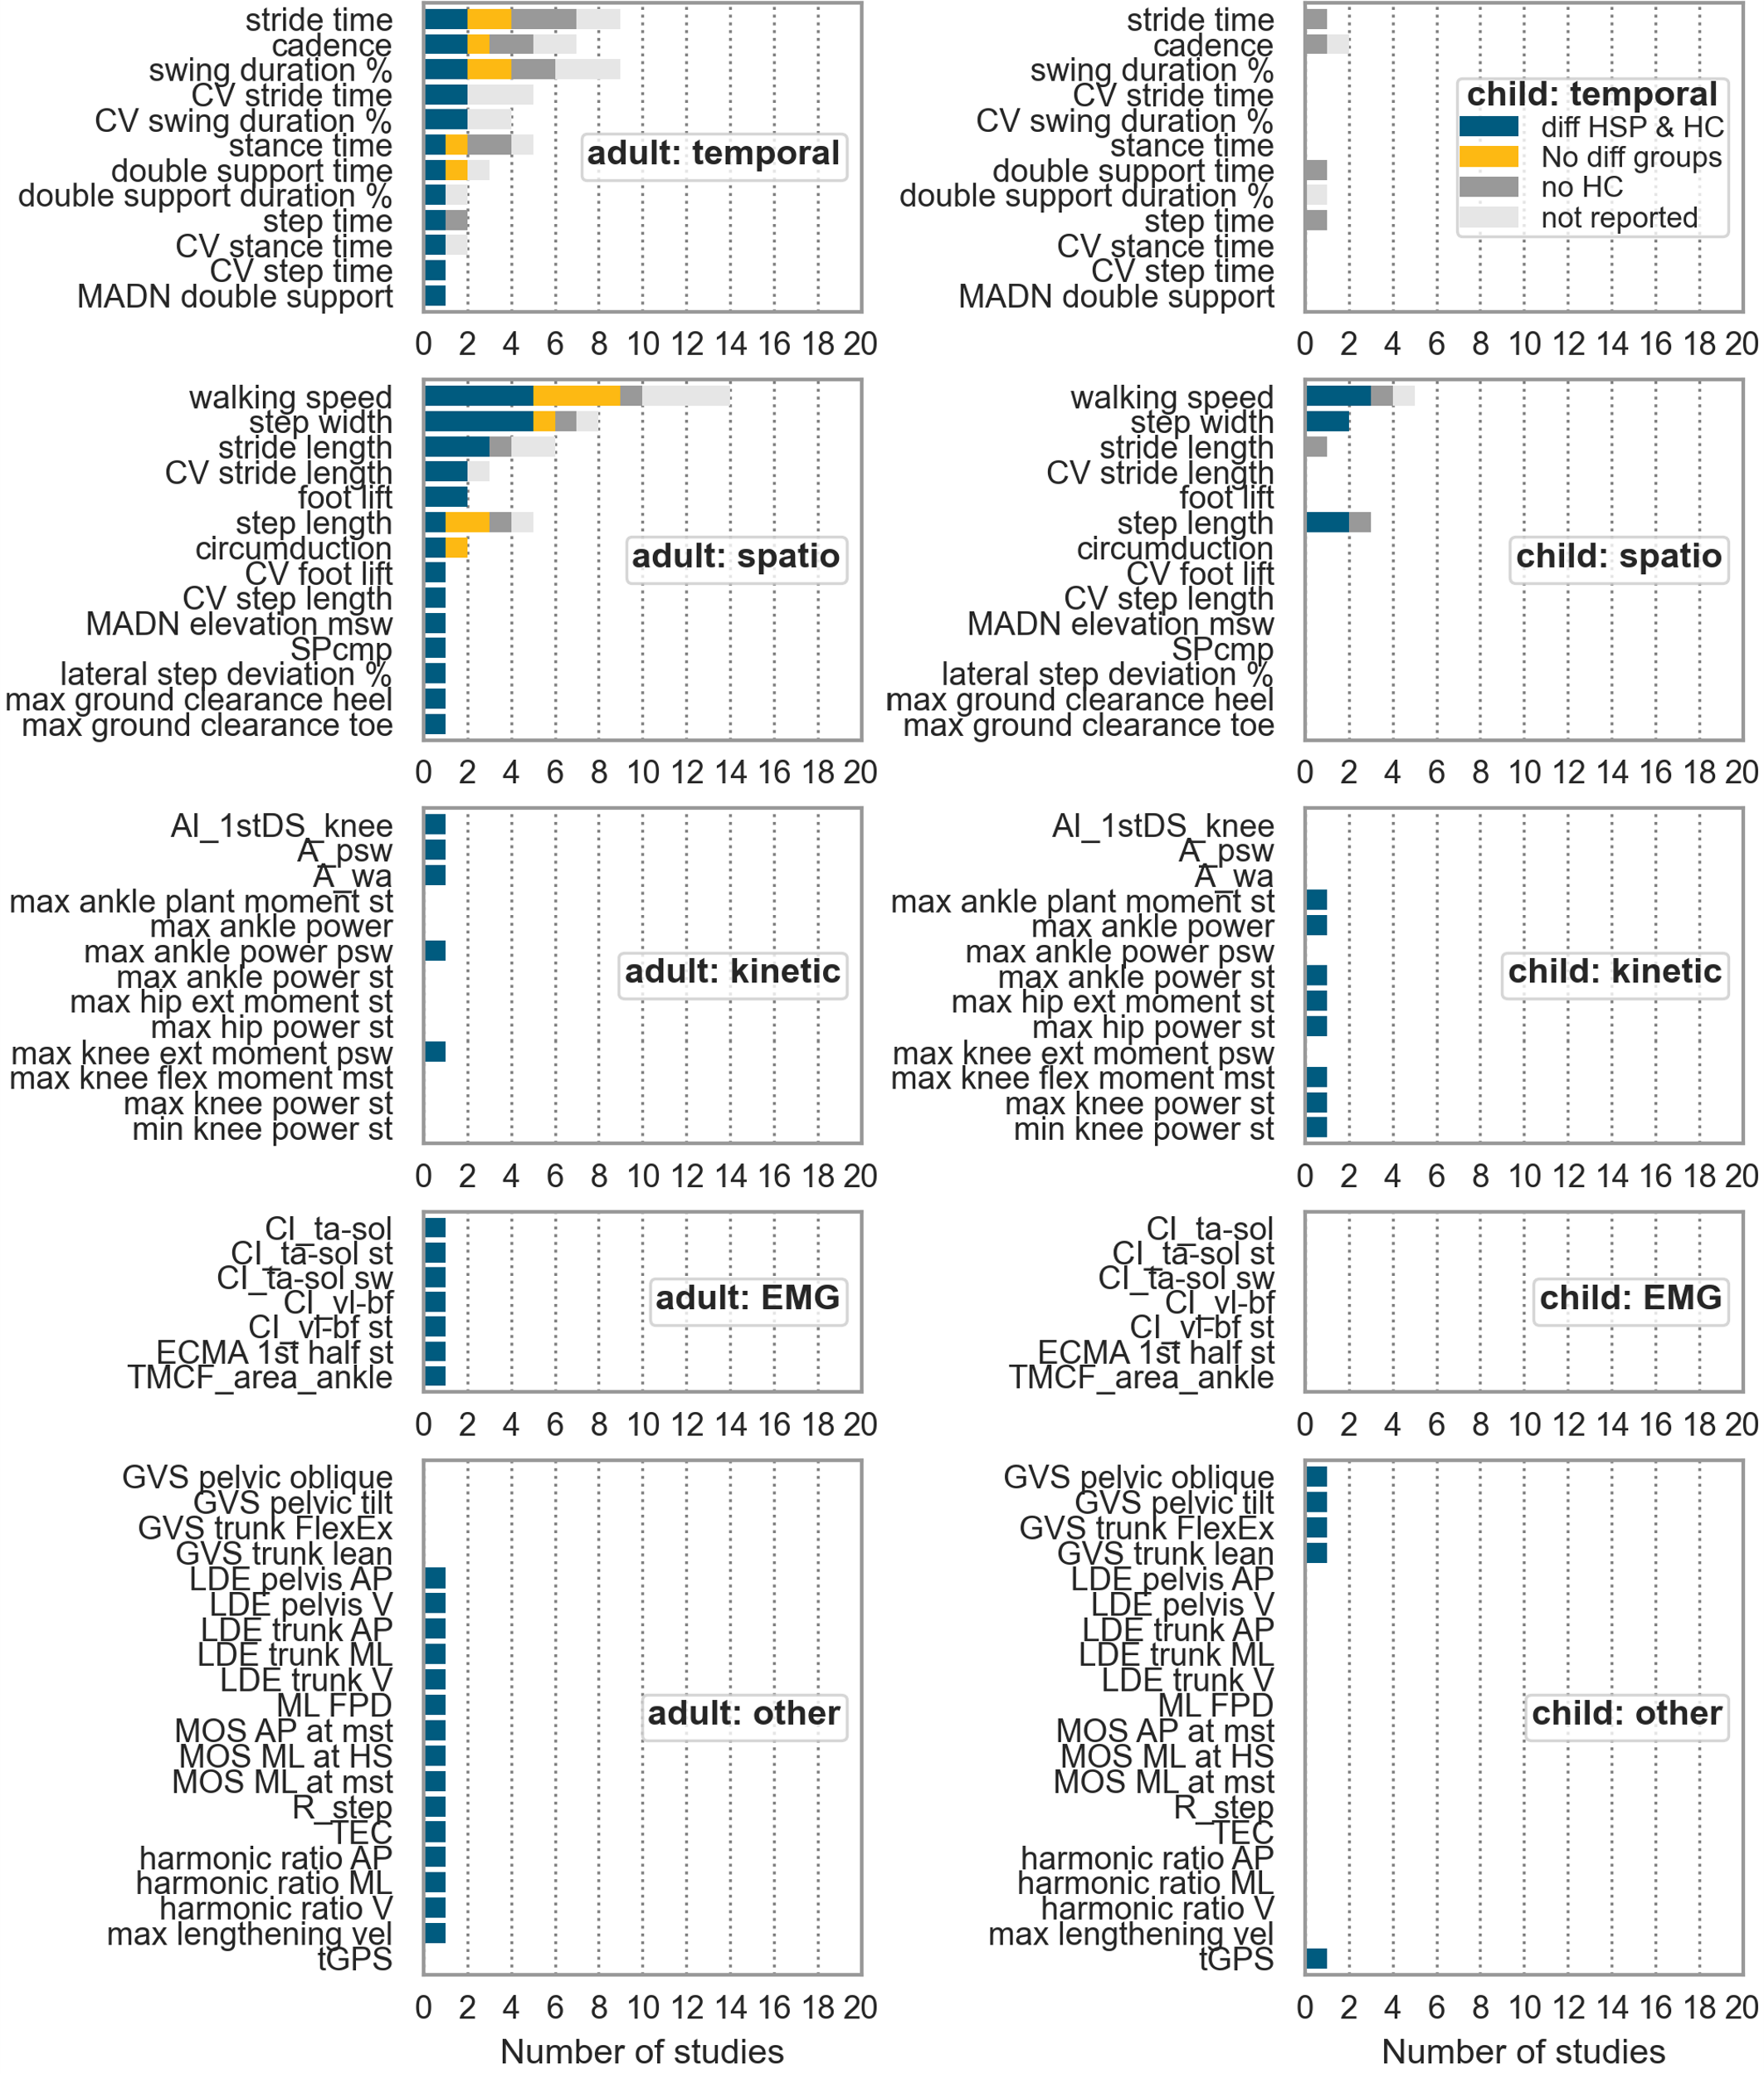 stride time
cadence
swing duration %
CV stride time
CV swing duration %
stance time
double support time
double support duration %
step time
CV stance time
CV step time
MADN double support
adult: temporal
0 2 4 6 8 10 12 14 16 18 20
stride time
cadence
swing duration %
CV stride time
CV swing duration %
stance time
double support time
double support duration %
step time
CV stance time
CV step time
MADN double support
child: temporal
diff HSP & HC
No diff groups
no HC
not reported
0 2 4 6 8 10 12 14 16 18 20
walking speed
step width
stride length
CV stride length
foot lift
step length
circumduction
CV foot lift
CV step length
MADN elevation msw
SPcmp
lateral step deviation %
max ground clearance heel
max ground clearance toe
adult: spatio
0 2 4 6 8 10 12 14 16 18 20
walking speed
step width
stride length
CV stride length
foot lift
step length
circumduction
CV foot lift
CV step length
MADN elevation msw
SPcmp
lateral step deviation %
max ground clearance heel
max ground clearance toe
child: spatio
0 2 4 6 8 10 12 14 16 18 20
AI_1stDS_knee
A_psw
A_wa
max ankle plant moment st
max ankle power
max ankle power psw
max ankle power st
max hip ext moment st
max hip power st
max knee ext moment psw
max knee flex moment mst
max knee power st
min knee power st
adult: kinetic
0 2 4 6 8 10 12 14 16 18 20
AI_1stDS_knee
A_psw
A_wa
max ankle plant moment st
max ankle power
max ankle power psw
max ankle power st
max hip ext moment st
max hip power st
max knee ext moment psw
max knee flex moment mst
max knee power st
min knee power st
child: kinetic
0 2 4 6 8 10 12 14 16 18 20
CI_ta-sol
CI_ta-sol st
CI_ta-sol sw
CI_vl-bf
CI_vl-bf st
ECMA 1st half st
TMCF_area_ankle
adult: EMG
0 2 4 6 8 10 12 14 16 18 20
CI_ta-sol
CI_ta-sol st
CI_ta-sol sw
CI_vl-bf
CI_vl-bf st
ECMA 1st half st
TMCF_area_ankle
child: EMG
0 2 4 6 8 10 12 14 16 18 20
GVS pelvic oblique
GVS pelvic tilt
GVS trunk FlexEx
GVS trunk lean
LDE pelvis AP
LDE pelvis V
LDE trunk AP
LDE trunk ML
LDE trunk V
ML FPD
MOS AP at mst
MOS ML at HS
MOS ML at mst
R_step
TEC
harmonic ratio AP
harmonic ratio ML
harmonic ratio V
max lengthening vel
tGPS
adult: other
0 2 4 6 8 10 12 14 16 18 20
Number of studies
GVS pelvic oblique
GVS pelvic tilt
GVS trunk FlexEx
GVS trunk lean
LDE pelvis AP
LDE pelvis V
LDE trunk AP
LDE trunk ML
LDE trunk V
ML FPD
MOS AP at mst
MOS ML at HS
MOS ML at mst
R_step
TEC
harmonic ratio AP
harmonic ratio ML
harmonic ratio V
max lengthening vel
tGPS
child: other
0 2 4 6 8 10 12 14 16 18 20
Number of studies